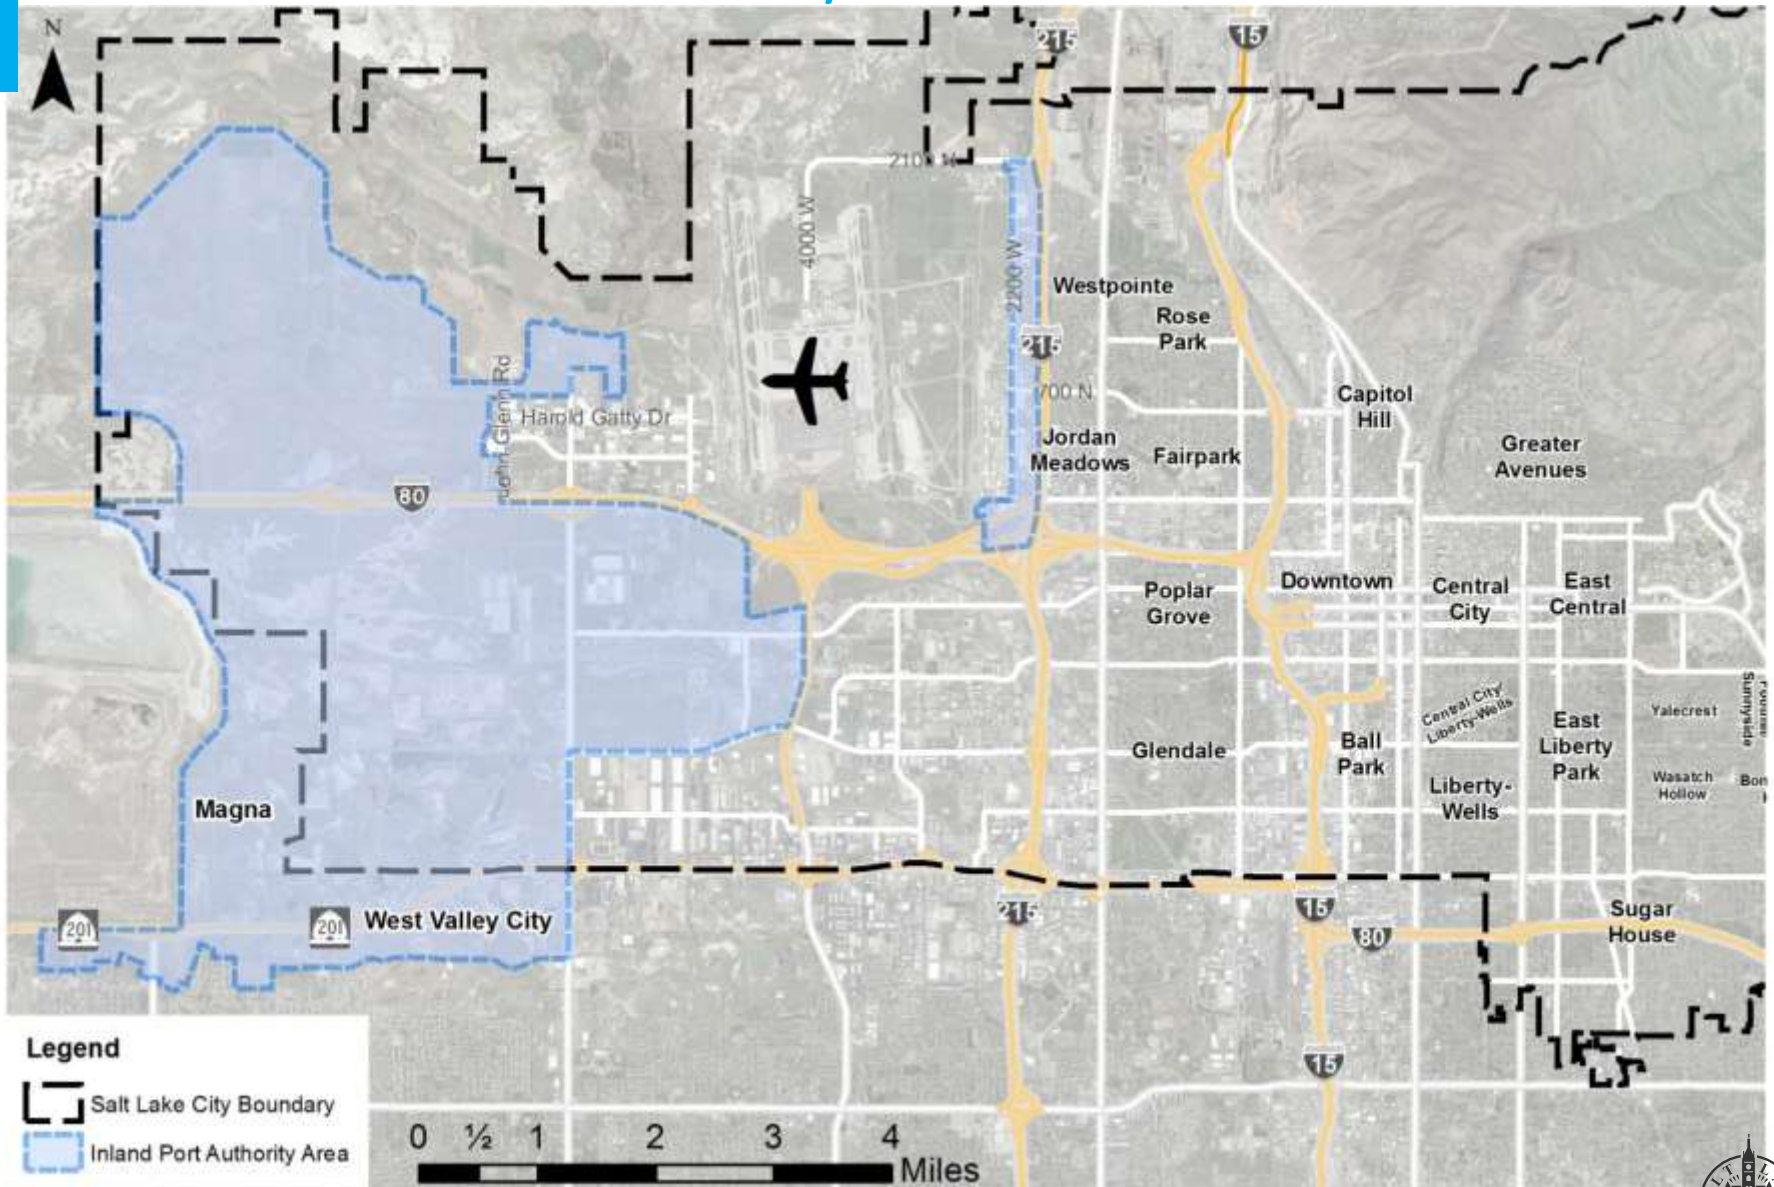 N
215
15
2100 N
4000 W
2200 W
Westpointe
Rose
Park
215
John Glenn Rd
700 N
Capitol
Hill
Harold Gatty Dr
Jordan
Meadows
Fairpark
Greater
Avenues
80
Poplar
Grove
Downtown
Central
City
East
Central
Central City/
Liberty-Wells
Yalecrest
Sunnyside
East
Liberty
Park
Glendale
Ball
Park
Wasatch
Hollow
Bon
Liberty-
Wells
Magna
201
201
West Valley City
215
15
80
Sugar
House
15
Legend
Salt Lake City Boundary
Inland Port Authority Area
0 ½ 1 2 3 4
Miles